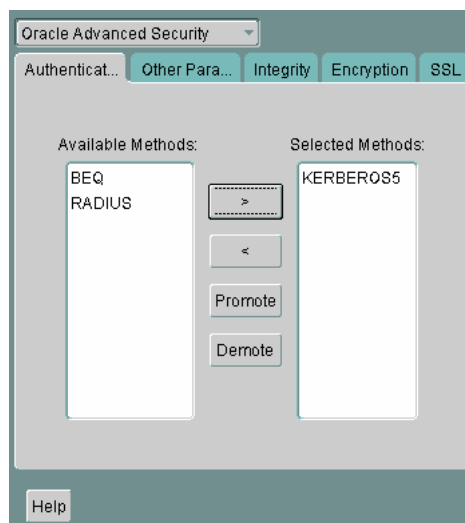 Oracle Advanced Security
Authenticat... Other Para... Integrity Encryption SSL
Available Methods: Selected Methods:
BEQ KERBEROS5
RADIUS
>
<
Promote
Demote
Help